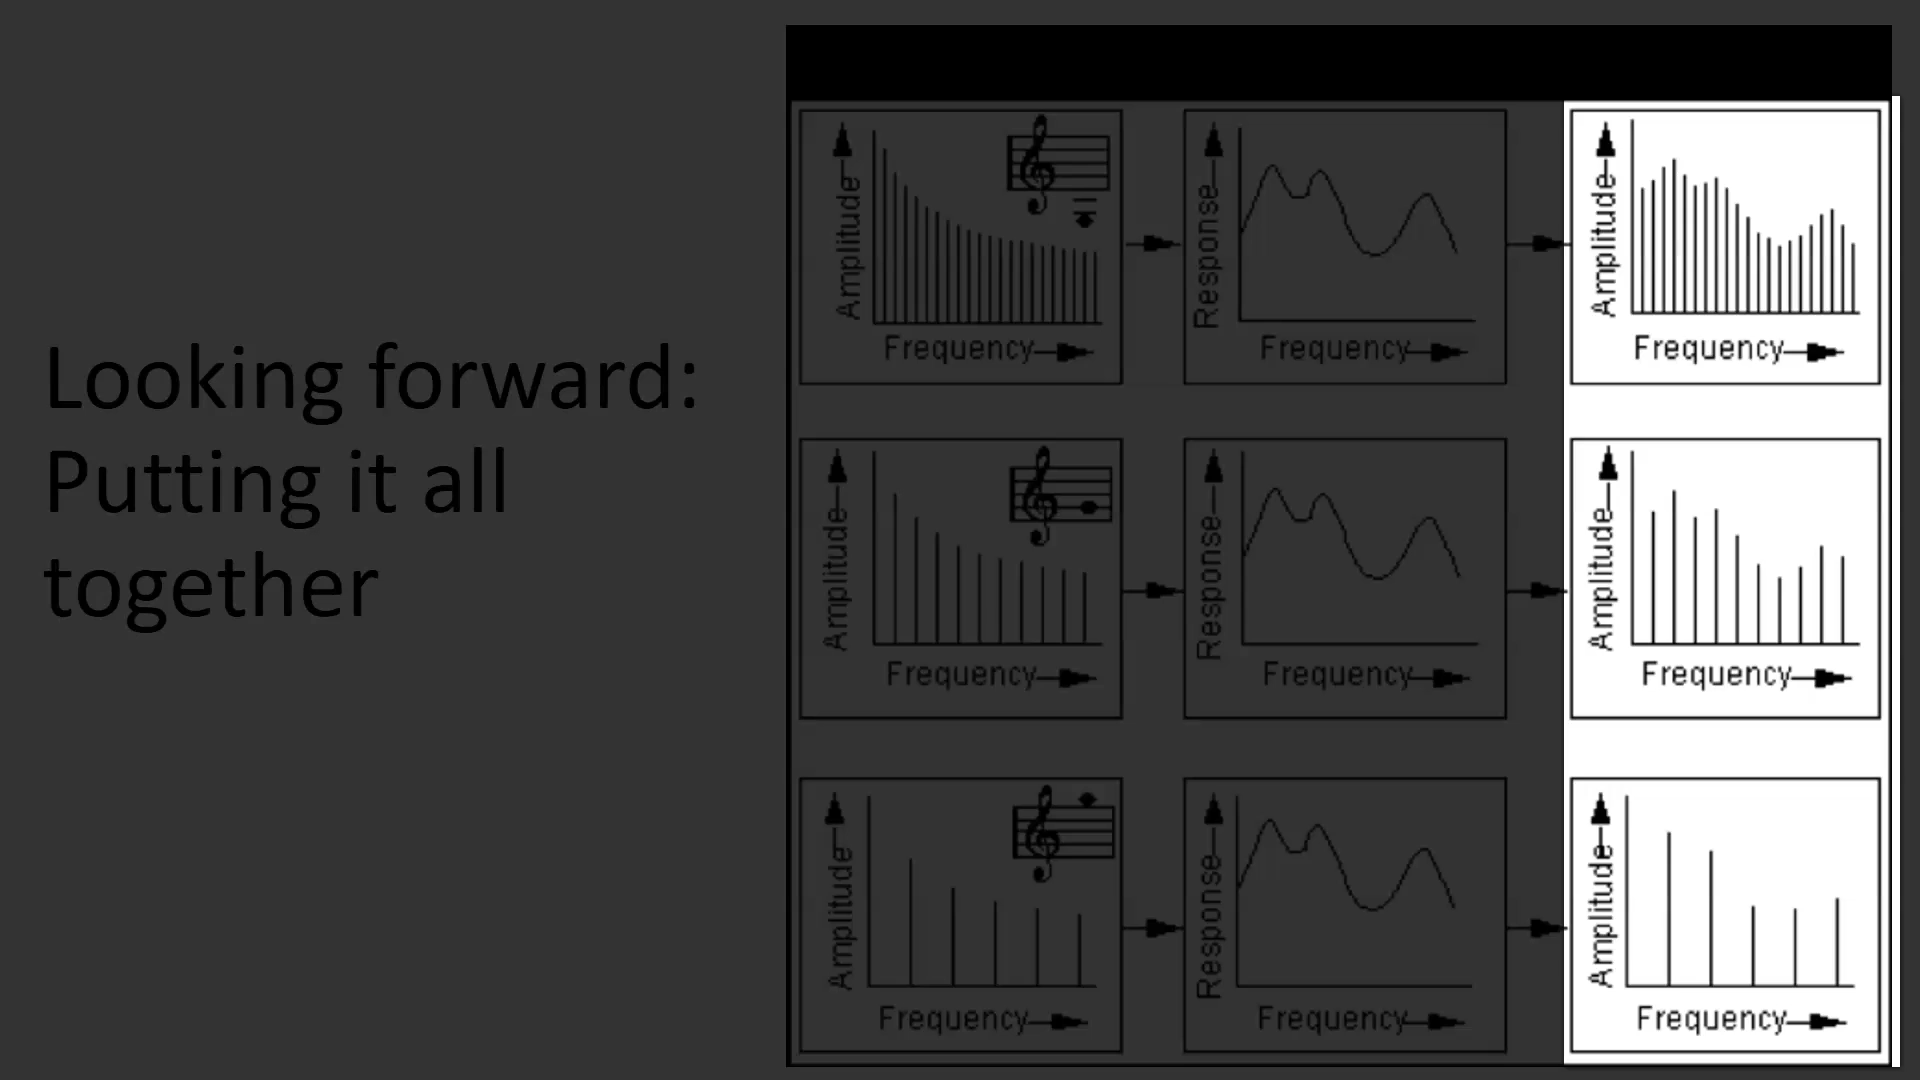 Looking forward:
Putting it all
together
Amplitude
Frequency
Response
Frequency
Amplitude
Frequency
Amplitude
Frequency
Response
Frequency
Amplitude
Frequency
Amplitude
Frequency
Response
Frequency
Amplitude
Frequency